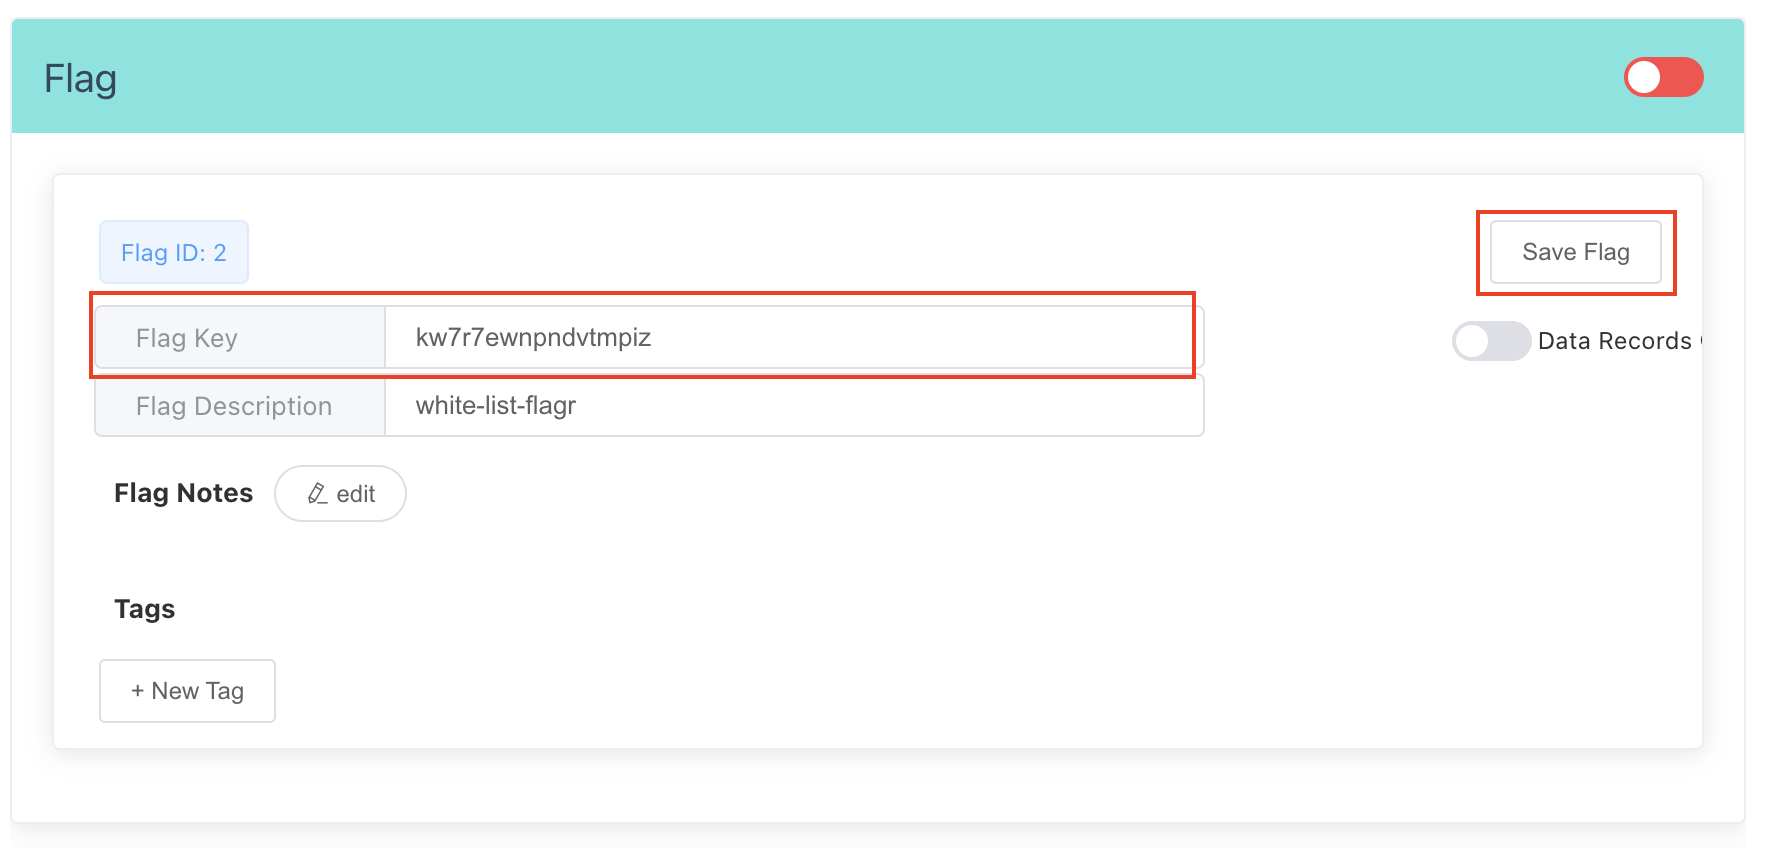 Flag
Flag ID: 2
Save Flag
Flag Key
kw7r7ewnpndvtmpiz
Data Records
Flag Description
white-list-flagr
Flag Notes
edit
Tags
+ New Tag